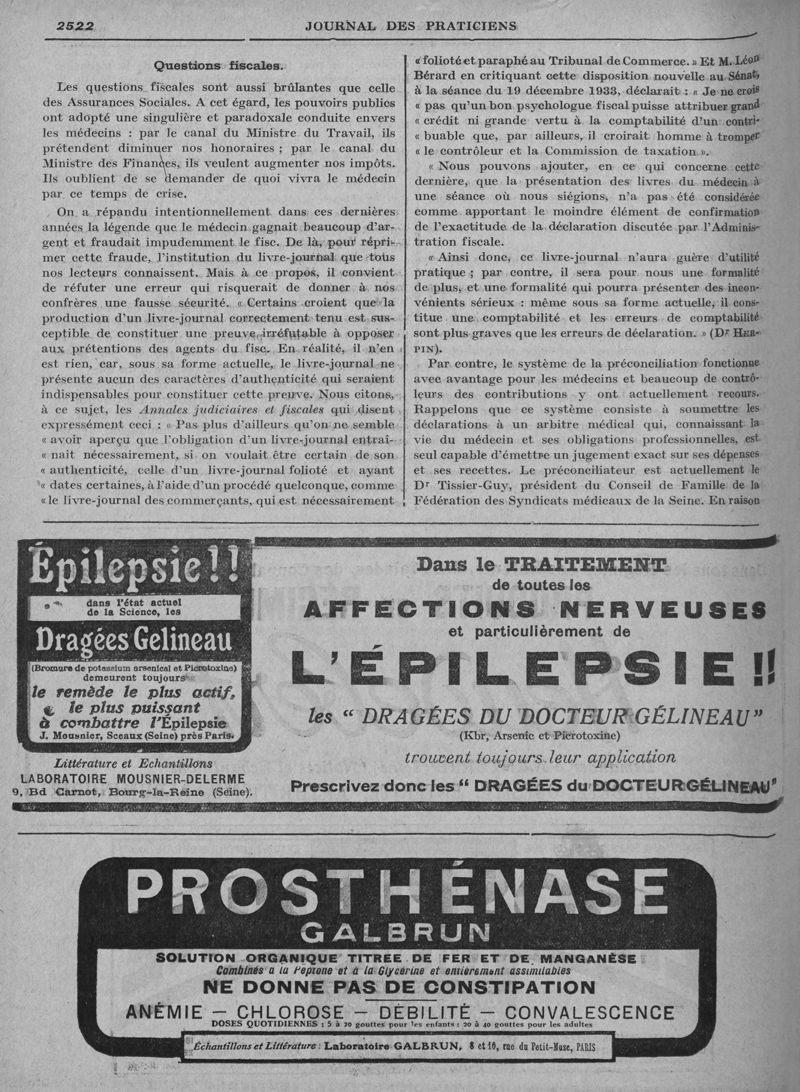 2522
JOURNAL DES PRATICIENS
Questions fiscales.
Les questions fiscales sont aussi brûlantes que celle
des Assurances Sociales. A cet égard, les pouvoirs publics
ont adopté une singulière et paradoxale conduite envers
les médecins : par le canal du Ministre du Travail, ils
prétendent diminuer nos honoraires ; par le canal du
Ministre des Finances, ils veulent augmenter nos impôts.
Ils oublient de se demander de quoi vivra le médecin
par ce temps de crise.
On a répandu intentionnellement dans ces dernières
années la légende que le médecin gagnait beaucoup d'ar-
gent et fraudait impudemment le fisc. De là, pour répri-
mer cette fraude, l'institution du livre-journal que tous
nos lecteurs connaissent. Mais à ce propos, il convient
de réfuter une erreur qui risquerait de donner à nos
confrères une fausse sécurité. « Certains croient que la
production d'un livre-journal correctement tenu est sus-
ceptible de constituer une preuve irréfutable à opposer
aux prétentions des agents du fisc. En réalité, il n'en
est rien, car, sous sa forme actuelle, le livre-journal ne
présente aucun des caractères d'authenticité qui seraient
indispensables pour constituer cette preuve. Nous citons,
à ce sujet, les Annales judiciaires et fiscales qui disent
expressément ceci : « Pas plus d'ailleurs qu'on ne semble
« avoir aperçu que l'obligation d'un livre-journal entraî-
« nait nécessairement, si on voulait être certain de son
« authenticité, celle d'un livre-journal folioté et ayant
« dates certaines, à l'aide d'un procédé quelconque, comme
« le livre-journal des commerçants, qui est nécessairement
« folioté et paraphé au Tribunal de Commerce. » Et M. Léon
Bérard en critiquant cette disposition nouvelle au Sénat,
à la séance du 19 décembre 1933, déclarait : « Je ne crois
« pas qu'un bon psychologue fiscal puisse attribuer grand
« crédit ni grande vertu à la comptabilité d'un contri-
« buable que, par ailleurs, il croirait homme à tromper
« le contrôleur et la Commission de taxation ».
« Nous pouvons ajouter, en ce qui concerne cette
dernière, que la présentation des livres du médecin à
une séance où nous siégions, n'a pas été considérée
comme apportant le moindre élément de confirmation
de l'exactitude de la déclaration discutée par l'Adminis-
tration fiscale.
« Ainsi donc, ce livre-journal n'aura guère d'utilité
pratique ; par contre, il sera pour nous une formalité
de plus, et une formalité qui pourra présenter des incon-
vénients sérieux : même sous sa forme actuelle, il cons-
titue une comptabilité et les erreurs de comptabilité
sont plus graves que les erreurs de déclaration. » (Dr HER-
PIN).
Par contre, le système de la préconciliation fonctionne
avec avantage pour les médecins et beaucoup de contrô-
leurs des contributions y ont actuellement recours.
Rappelons que ce système consiste à soumettre les
déclarations à un arbitre médical qui, connaissant la
vie du médecin et ses obligations professionnelles, est
seul capable d'émettre un jugement exact sur ses dépenses
et ses recettes. Le préconciliateur est actuellement le
Dr Tissier-Guy, président du Conseil de Famille de la
Fédération des Syndicats médicaux de la Seine. En raison
Épilepsie!!
dans l'état actuel
de la Science, les
Dragées Gelineau
(Bromure de potassium arsenical et Picrotoxine)
demeurent toujours
le remède le plus actif,
le plus puissant
à combattre l'Épilepsie
J. Mousnier, Sceaux (Seine) près Paris.
Littérature et Echantillons
LABORATOIRE MOUSNIER-DELERME
9, Bd Carnot, Bourg-la-Reine (Seine).
Dans le TRAITEMENT
de toutes les
AFFECTIONS NERVEUSES
et particulièrement de
L'ÉPILEPSIE!!
les “ DRAGÉES DU DOCTEUR GÉLINEAU”
(Kbr, Arsenic et Picrotoxine)
trouvent toujours leur application
Prescrivez donc les “ DRAGÉES du DOCTEUR GÉLINEAU”
PROSTHÉNASE
GALBRUN
SOLUTION ORGANIQUE TITREE DE FER ET DE MANGANÈSE
Combinés a la Peptone et à la Glycérine et entièrement assimilables
NE DONNE PAS DE CONSTIPATION
ANÉMIE — CHLOROSE — DÉBILITÉ — CONVALESCENCE
DOSES QUOTIDIENNES : 5 à 20 gouttes pour les enfants : 20 à 40 gouttes pour les adultes
Échantillons et Littérature : Laboratoire GALBRUN, 8 et 10, rue du Petit-Musc, PARIS